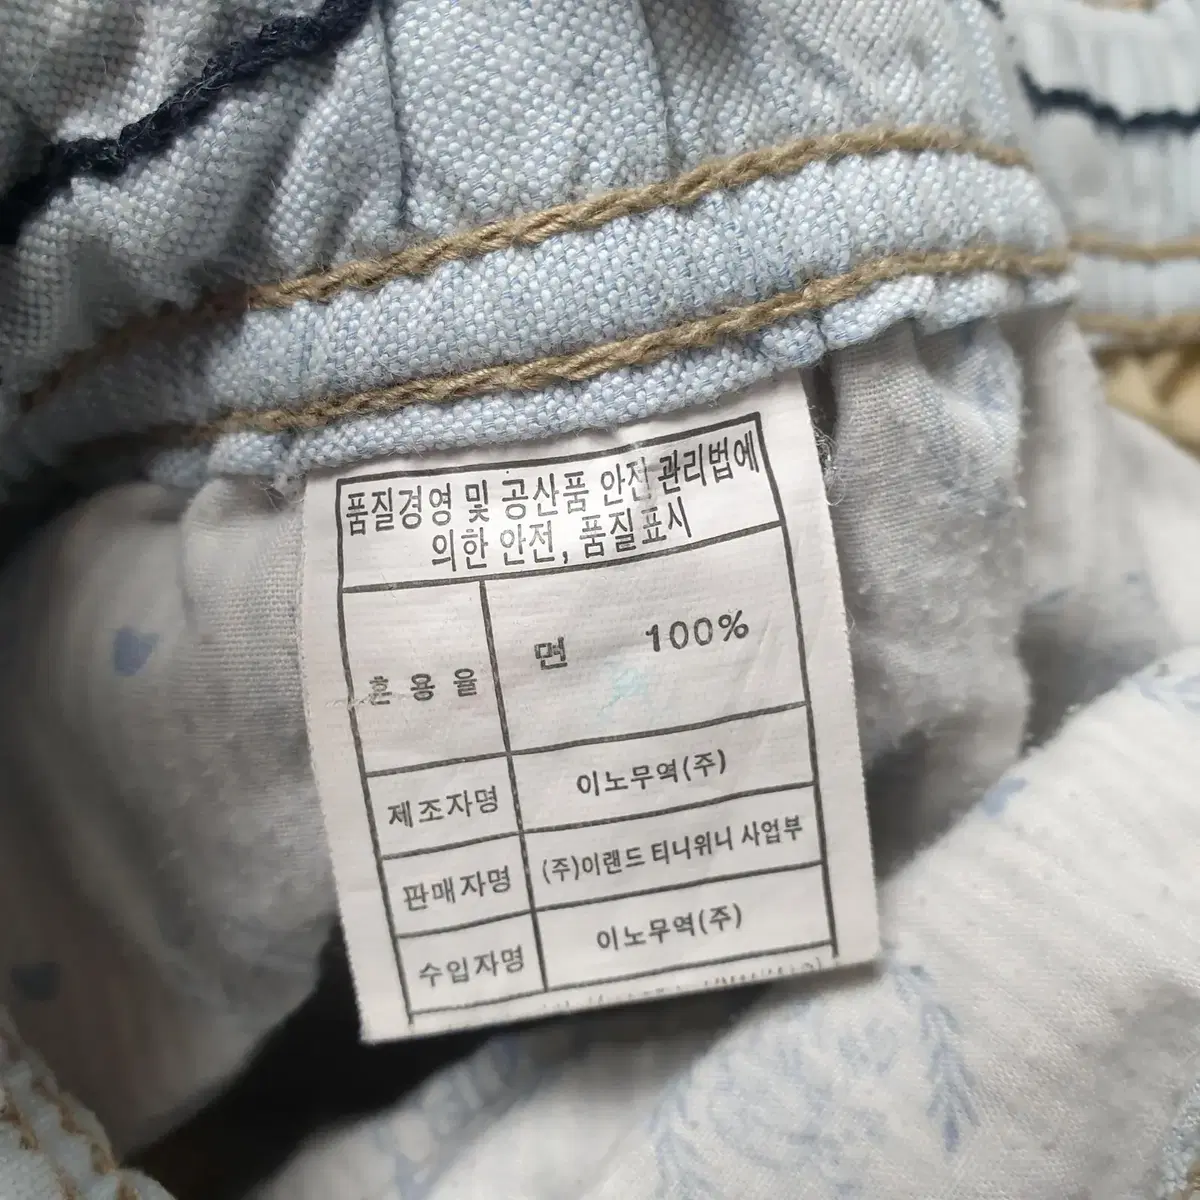 품질경영 및 공산품 안전 관리법에
의한 안전, 품질표시
혼용율
면 100%
제조자명
이노무역(주)
판매자명
(주)이랜드 티니위니 사업부
수입자명
이노무역(주)